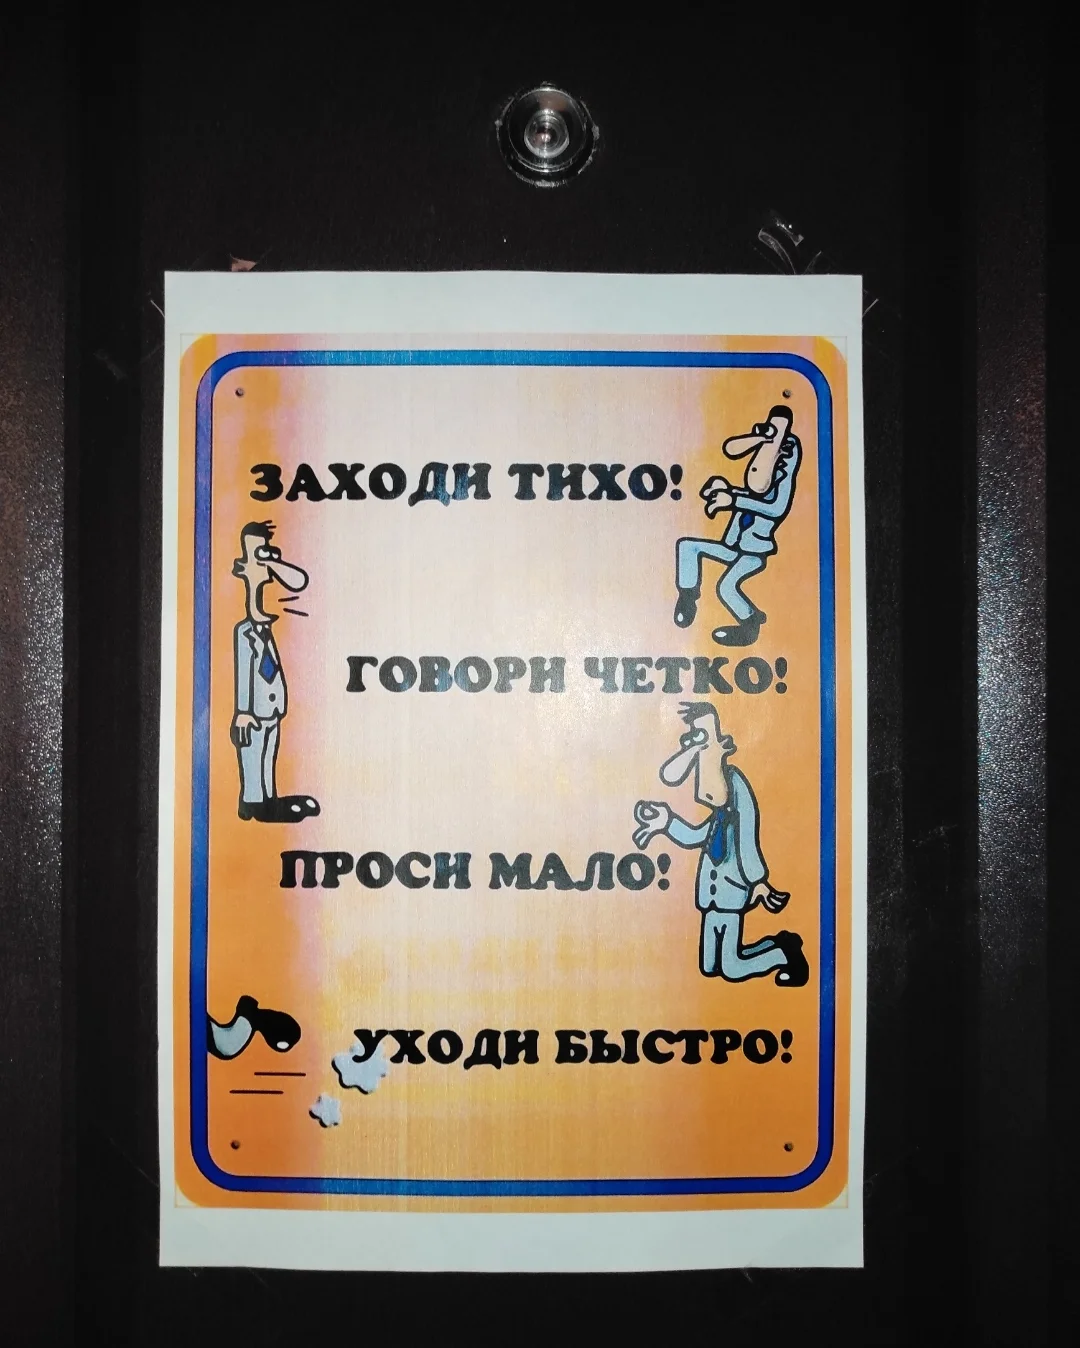 ЗАХОДИ ТИХО!
ГОВОРИ ЧЕТКО!
ПРОСИ МАЛО!
УХОДИ БЫСТРО!